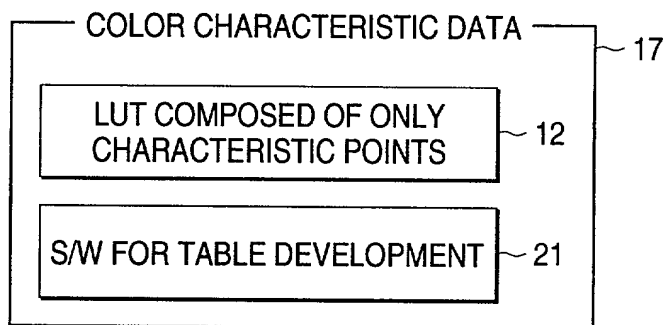 COLOR CHARACTERISTIC DATA
17
LUT COMPOSED OF ONLY
CHARACTERISTIC POINTS
12
S/W FOR TABLE DEVELOPMENT
21